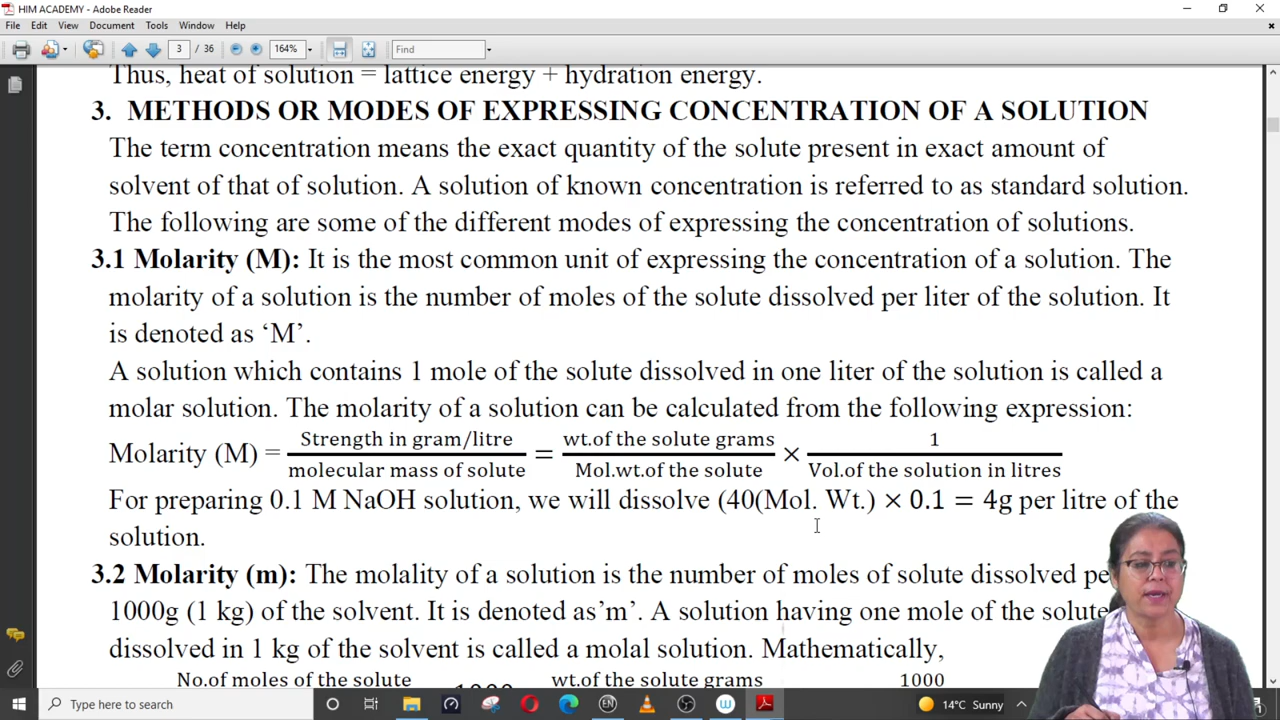 HIM ACADEMY - Adobe Reader
File Edit View Document Tools Window Help
3 / 36 164% Find
Thus, heat of solution = lattice energy + hydration energy.
3. METHODS OR MODES OF EXPRESSING CONCENTRATION OF A SOLUTION
The term concentration means the exact quantity of the solute present in exact amount of
solvent of that of solution. A solution of known concentration is referred to as standard solution.
The following are some of the different modes of expressing the concentration of solutions.
3.1 Molarity (M): It is the most common unit of expressing the concentration of a solution. The
molarity of a solution is the number of moles of the solute dissolved per liter of the solution. It
is denoted as ‘M’.
A solution which contains 1 mole of the solute dissolved in one liter of the solution is called a
molar solution. The molarity of a solution can be calculated from the following expression:
Molarity (M) = Strength in gram/litre / molecular mass of solute = wt.of the solute grams / Mol.wt.of the solute × 1 / Vol.of the solution in litres
For preparing 0.1 M NaOH solution, we will dissolve (40(Mol. Wt.) × 0.1 = 4g per litre of the
solution.
3.2 Molarity (m): The molality of a solution is the number of moles of solute dissolved
1000g (1 kg) of the solvent. It is denoted as’m’. A solution having one mole of the solute
dissolved in 1 kg of the solvent is called a molal solution. Mathematically,
No.of moles of the solute wt.of the solute grams 1000
Type here to search EN 14°C Sunny